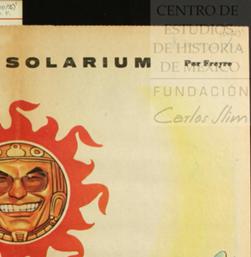 CENTRO DE
ESTUDIOS
DE HISTORIA
DE MÉXICO
SOLARIUM Por Freyre
FUNDACIÓN
Carlos Slim